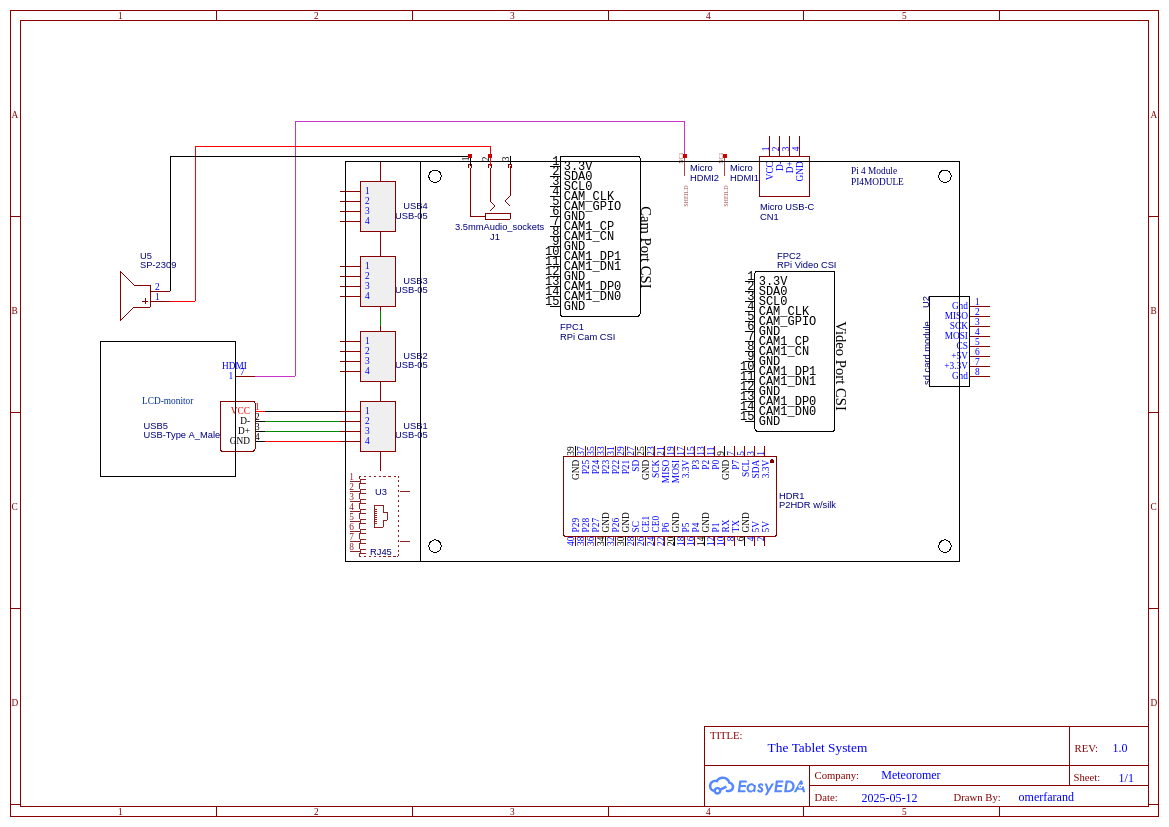 1 2 3 4 5
A
B
C
D
A
B
C
D
1 2 3 4 5
U5
SP-2309
2
1
HDMI
1
LCD-monitor
USB5
USB-Type A_Male
VCC 1
D- 2
D+ 3
GND 4
1
2
3
4
USB4
USB-05
1
2
3
4
USB3
USB-05
1
2
3
4
USB2
USB-05
1
2
3
4
USB1
USB-05
1
2
3
4
5
6
7
8
U3
RJ45
1 2 3
3.5mmAudio_sockets
J1
1 3.3V
2 SDA0
3 SCL0
4 CAM_CLK
5 CAM_GPIO
6 GND
7 CAM1_CP
8 CAM1_CN
9 GND
10 CAM1_DP1
11 CAM1_DN1
12 GND
13 CAM1_DP0
14 CAM1_DN0
15 GND
Cam Port CSI
FPC1
RPi Cam CSI
Micro
HDMI2
SHEILD
Micro
HDMI1
SHEILD
1 2 3 4
VCC D- D+ GND
Micro USB-C
CN1
Pi 4 Module
PI4MODULE
FPC2
RPi Video CSI
1 3.3V
2 SDA0
3 SCL0
4 CAM_CLK
5 CAM_GPIO
6 GND
7 CAM1_CP
8 CAM1_CN
9 GND
10 CAM1_DP1
11 CAM1_DN1
12 GND
13 CAM1_DP0
14 CAM1_DN0
15 GND
Video Port CSI
U2
sd card module
Gnd 1
MISO 2
SCK 3
MOSI 4
CS 5
+5V 6
+3.3V 7
Gnd 8
39 37 35 33 31 29 27 25 23 21 19 17 15 13 11 9 7 5 3 1
GND P25 P24 P23 P22 P21 SD GND SCK MISO MOSI 3.3V P3 P2 P0 GND P7 SCL SDA 3.3V
P29 P28 P27 GND P26 GND SC CE1 CE0 P6 GND P5 P4 GND P1 RX TX GND 5V 5V
40 38 36 34 32 30 28 26 24 22 20 18 16 14 12 10 8 6 4 2
HDR1
P2HDR w/silk
TITLE:
The Tablet System
REV: 1.0
EasyEDA
Company: Meteoromer
Sheet: 1/1
Date: 2025-05-12
Drawn By: omerfarand